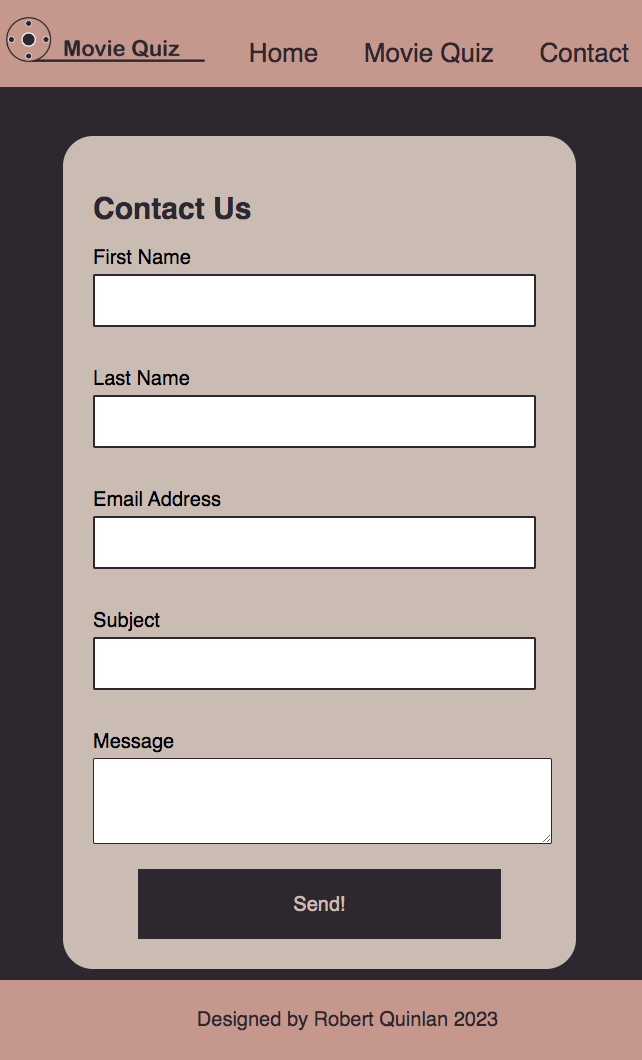 Movie Quiz Home Movie Quiz Contact
Contact Us
First Name
Last Name
Email Address
Subject
Message
Send!
Designed by Robert Quinlan 2023